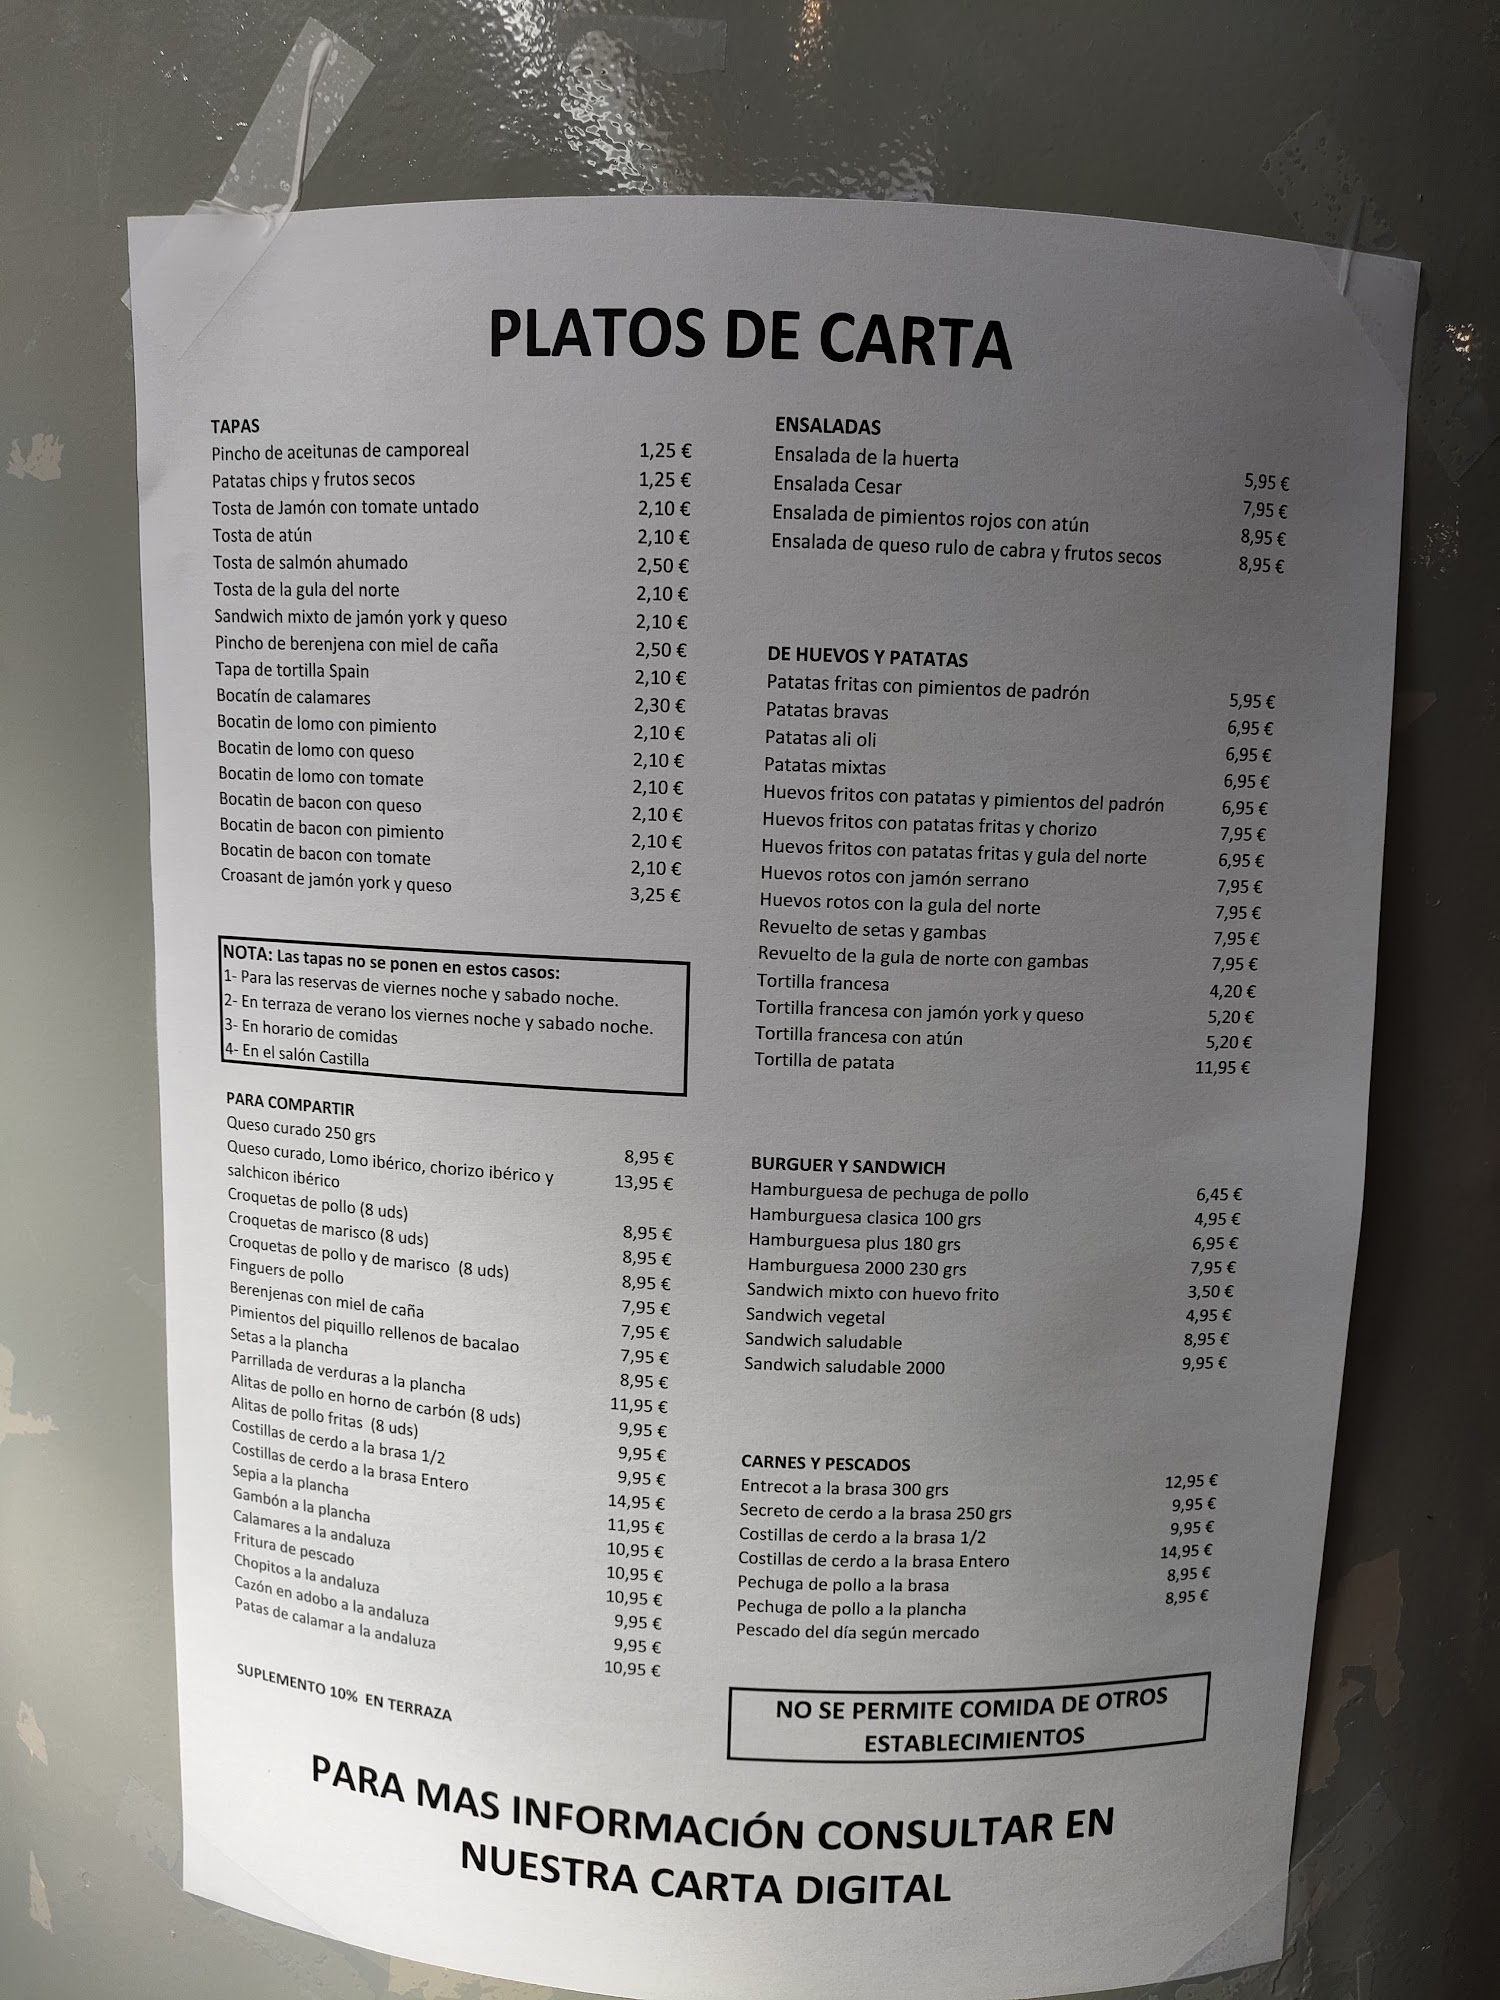 PLATOS DE CARTA
TAPAS
Pincho de aceitunas de camporeal 1,25 €
Patatas chips y frutos secos 1,25 €
Tosta de Jamón con tomate untado 2,10 €
Tosta de atún 2,10 €
Tosta de salmón ahumado 2,50 €
Tosta de la gula del norte 2,10 €
Sandwich mixto de jamón york y queso 2,10 €
Pincho de berenjena con miel de caña 2,50 €
Tapa de tortilla Spain 2,10 €
Bocatín de calamares 2,30 €
Bocatin de lomo con pimiento 2,10 €
Bocatin de lomo con queso 2,10 €
Bocatin de lomo con tomate 2,10 €
Bocatin de bacon con queso 2,10 €
Bocatin de bacon con pimiento 2,10 €
Bocatin de bacon con tomate 2,10 €
Croasant de jamón york y queso 3,25 €
NOTA: Las tapas no se ponen en estos casos:
1- Para las reservas de viernes noche y sabado noche.
2- En terraza de verano los viernes noche y sabado noche.
3- En horario de comidas
4- En el salón Castilla
PARA COMPARTIR
Queso curado 250 grs 8,95 €
Queso curado, Lomo ibérico, chorizo ibérico y 13,95 €
salchicon ibérico
Croquetas de pollo (8 uds) 8,95 €
Croquetas de marisco (8 uds) 8,95 €
Croquetas de pollo y de marisco (8 uds) 8,95 €
Finguers de pollo 7,95 €
Berenjenas con miel de caña 7,95 €
Pimientos del piquillo rellenos de bacalao 7,95 €
Setas a la plancha 8,95 €
Parrillada de verduras a la plancha 11,95 €
Alitas de pollo en horno de carbón (8 uds) 9,95 €
Alitas de pollo fritas (8 uds) 9,95 €
Costillas de cerdo a la brasa 1/2 9,95 €
Costillas de cerdo a la brasa Entero 14,95 €
Sepia a la plancha 11,95 €
Gambón a la plancha 10,95 €
Calamares a la andaluza 10,95 €
Fritura de pescado 10,95 €
Chopitos a la andaluza 9,95 €
Cazón en adobo a la andaluza 9,95 €
Patas de calamar a la andaluza 10,95 €
SUPLEMENTO 10% EN TERRAZA
ENSALADAS
Ensalada de la huerta 5,95 €
Ensalada Cesar 7,95 €
Ensalada de pimientos rojos con atún 8,95 €
Ensalada de queso rulo de cabra y frutos secos 8,95 €
DE HUEVOS Y PATATAS
Patatas fritas con pimientos de padrón 5,95 €
Patatas bravas 6,95 €
Patatas ali oli 6,95 €
Patatas mixtas 6,95 €
Huevos fritos con patatas y pimientos del padrón 6,95 €
Huevos fritos con patatas fritas y chorizo 7,95 €
Huevos fritos con patatas fritas y gula del norte 6,95 €
Huevos rotos con jamón serrano 7,95 €
Huevos rotos con la gula del norte 7,95 €
Revuelto de setas y gambas 7,95 €
Revuelto de la gula de norte con gambas 7,95 €
Tortilla francesa 4,20 €
Tortilla francesa con jamón york y queso 5,20 €
Tortilla francesa con atún 5,20 €
Tortilla de patata 11,95 €
BURGUER Y SANDWICH
Hamburguesa de pechuga de pollo 6,45 €
Hamburguesa clasica 100 grs 4,95 €
Hamburguesa plus 180 grs 6,95 €
Hamburguesa 2000 230 grs 7,95 €
Sandwich mixto con huevo frito 3,50 €
Sandwich vegetal 4,95 €
Sandwich saludable 8,95 €
Sandwich saludable 2000 9,95 €
CARNES Y PESCADOS
Entrecot a la brasa 300 grs 12,95 €
Secreto de cerdo a la brasa 250 grs 9,95 €
Costillas de cerdo a la brasa 1/2 9,95 €
Costillas de cerdo a la brasa Entero 14,95 €
Pechuga de pollo a la brasa 8,95 €
Pechuga de pollo a la plancha 8,95 €
Pescado del día según mercado
NO SE PERMITE COMIDA DE OTROS
ESTABLECIMIENTOS
PARA MAS INFORMACIÓN CONSULTAR EN
NUESTRA CARTA DIGITAL